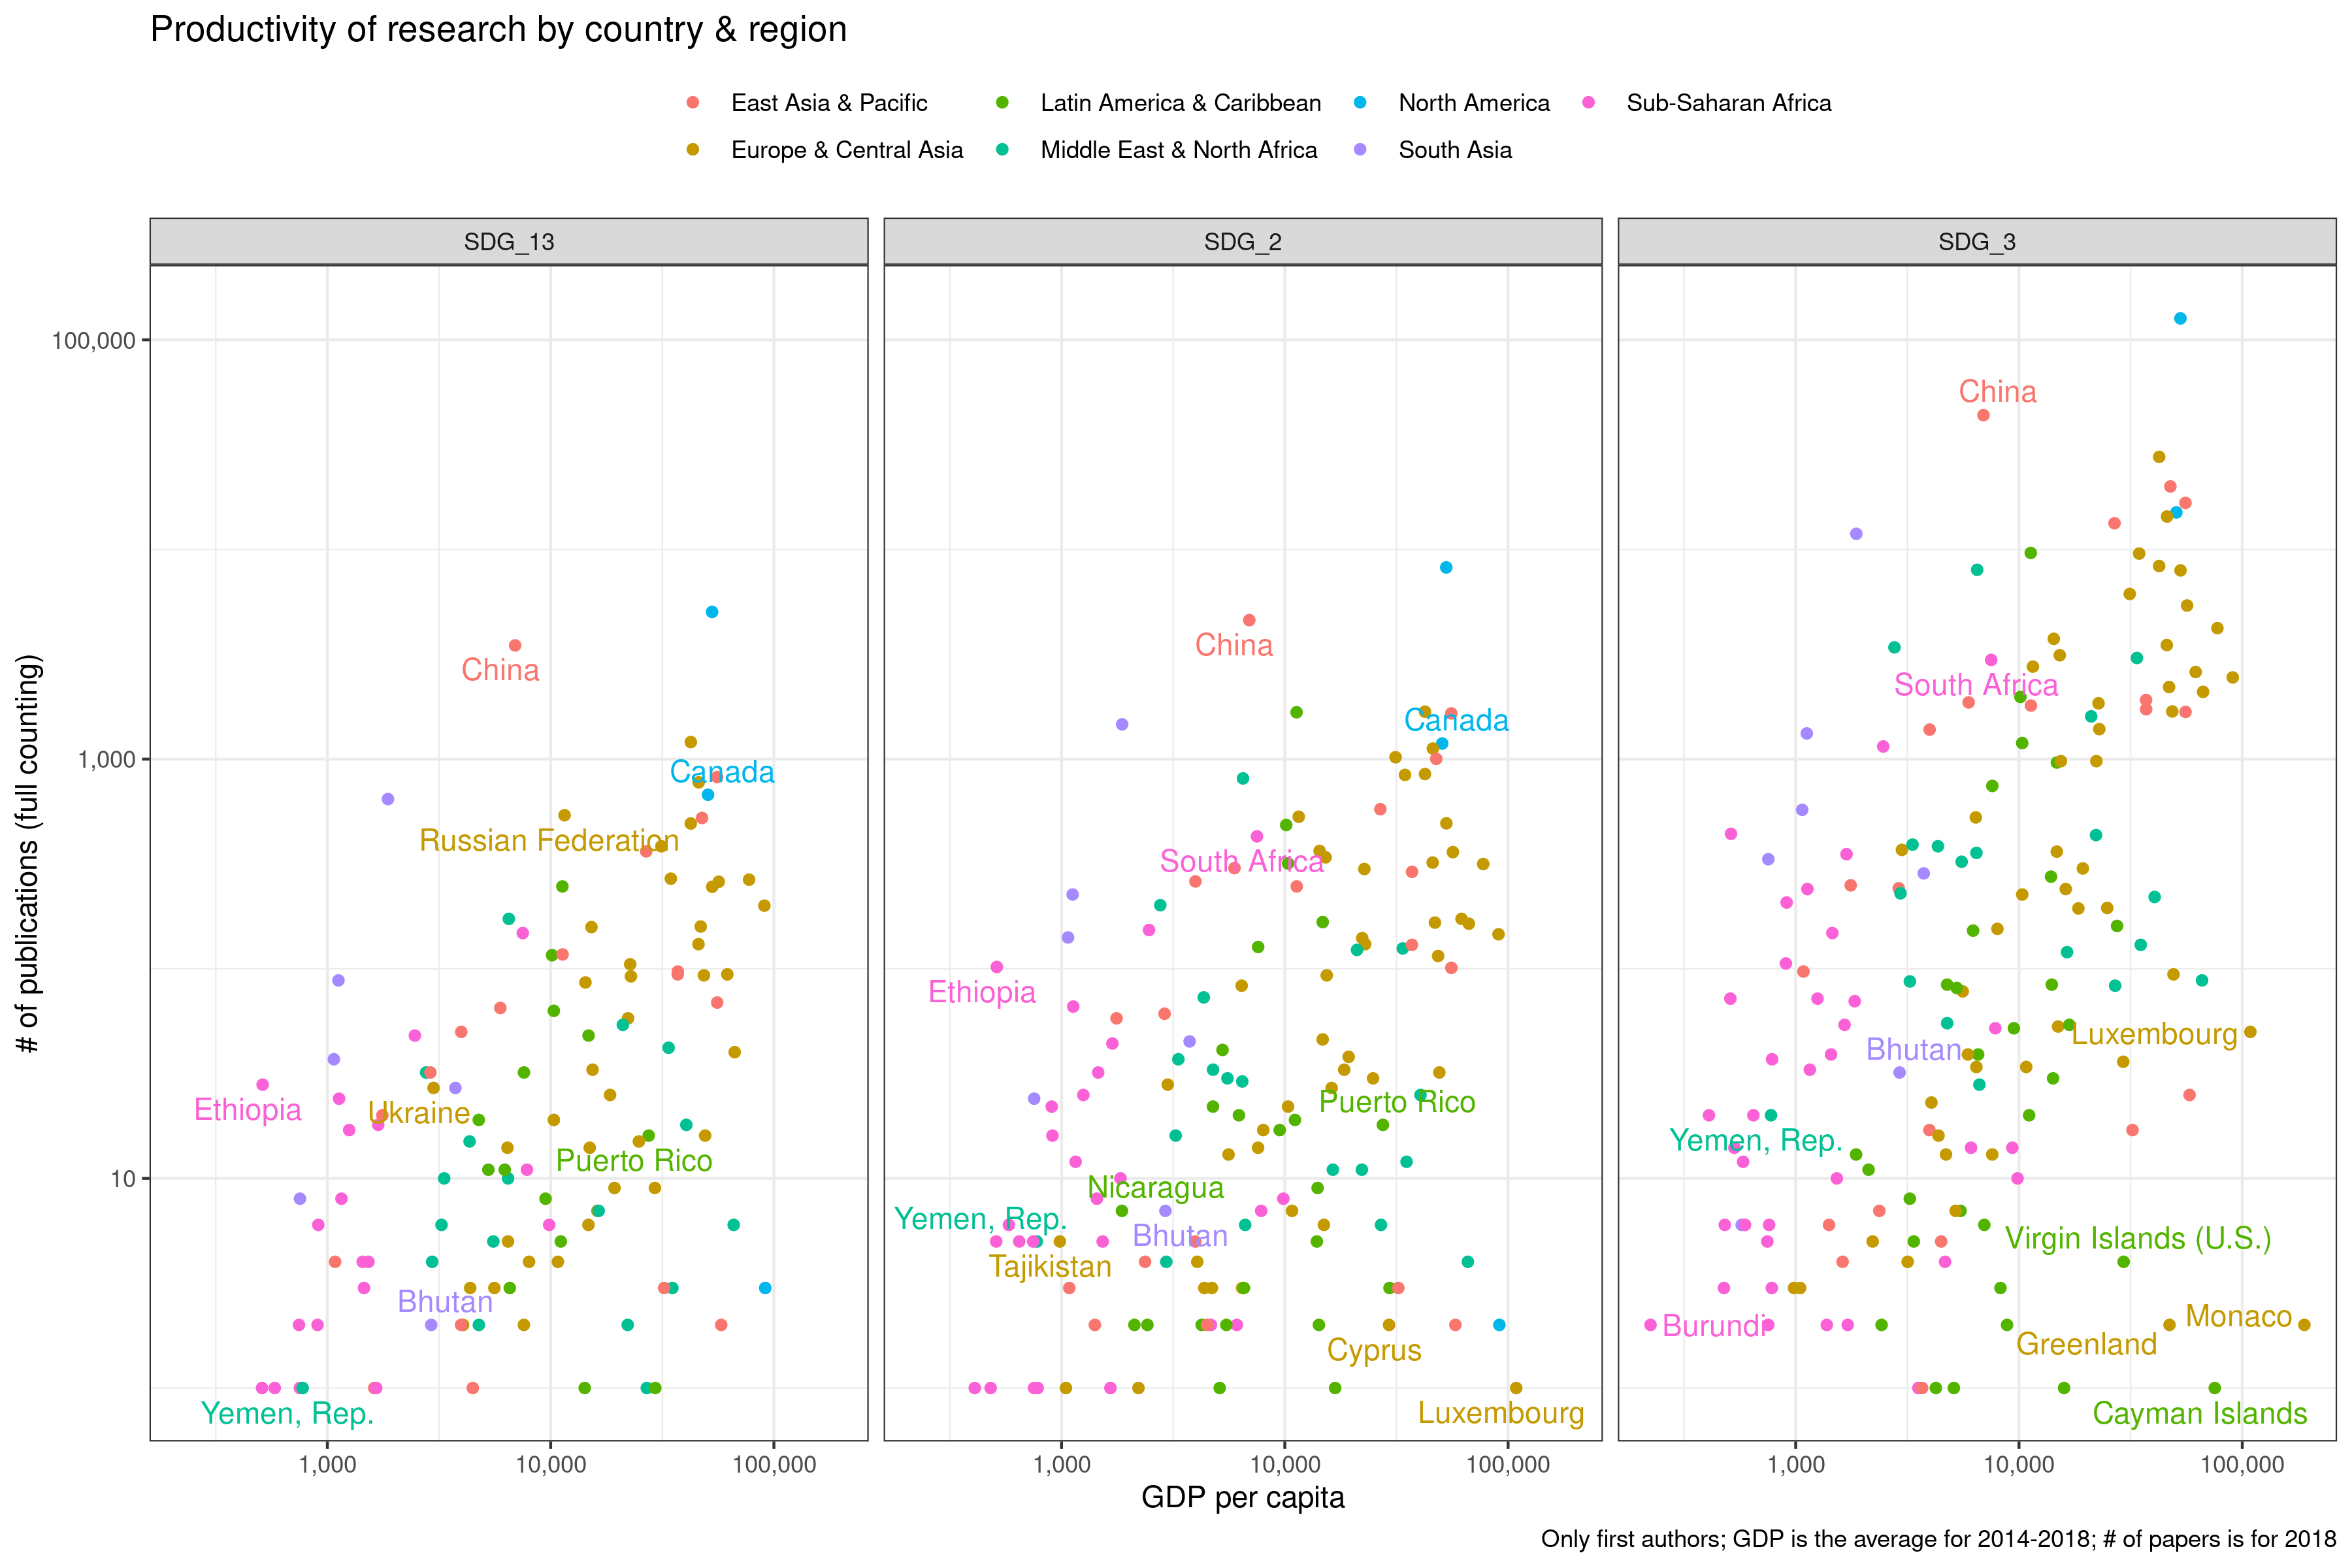 Productivity of research by country & region
East Asia & Pacific
Latin America & Caribbean
North America
Sub-Saharan Africa
Europe & Central Asia
Middle East & North Africa
South Asia
SDG_13
SDG_2
SDG_3
# of publications (full counting)
100,000
1,000
10
China
Canada
Russian Federation
Ethiopia
Ukraine
Puerto Rico
Bhutan
Yemen, Rep.
China
Canada
South Africa
Ethiopia
Puerto Rico
Nicaragua
Yemen, Rep.
Bhutan
Tajikistan
Cyprus
Luxembourg
China
South Africa
Luxembourg
Bhutan
Yemen, Rep.
Virgin Islands (U.S.)
Monaco
Burundi
Greenland
Cayman Islands
1,000
10,000
100,000
1,000
10,000
100,000
1,000
10,000
100,000
GDP per capita
Only first authors; GDP is the average for 2014-2018; # of papers is for 2018